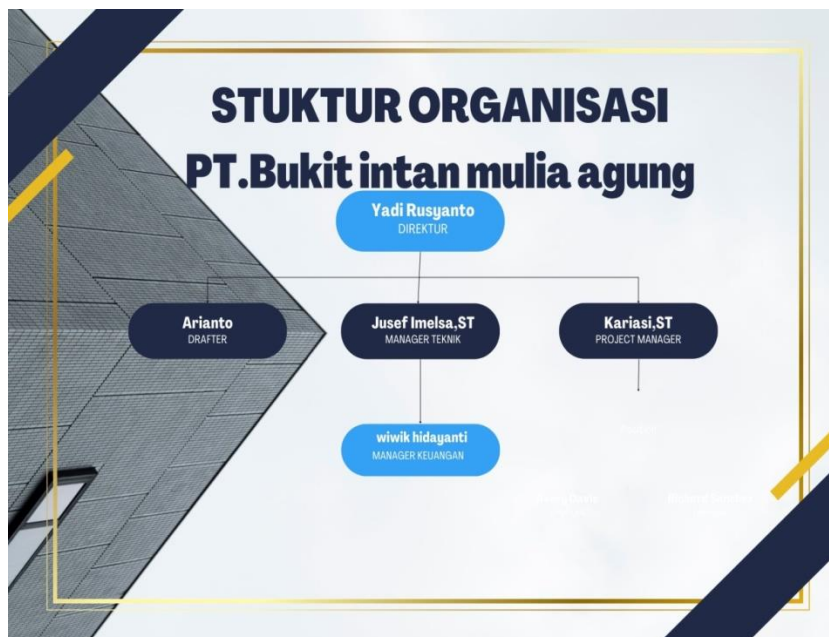 STUKTUR ORGANISASI
PT.Bukit intan mulia agung
Yadi Rusyanto
DIREKTUR
Arianto
DRAFTER
Jusef Imelsa,ST
MANAGER TEKNIK
Kariasi,ST
PROJECT MANAGER
wiwik hidayanti
MANAGER KEUANGAN
Davis